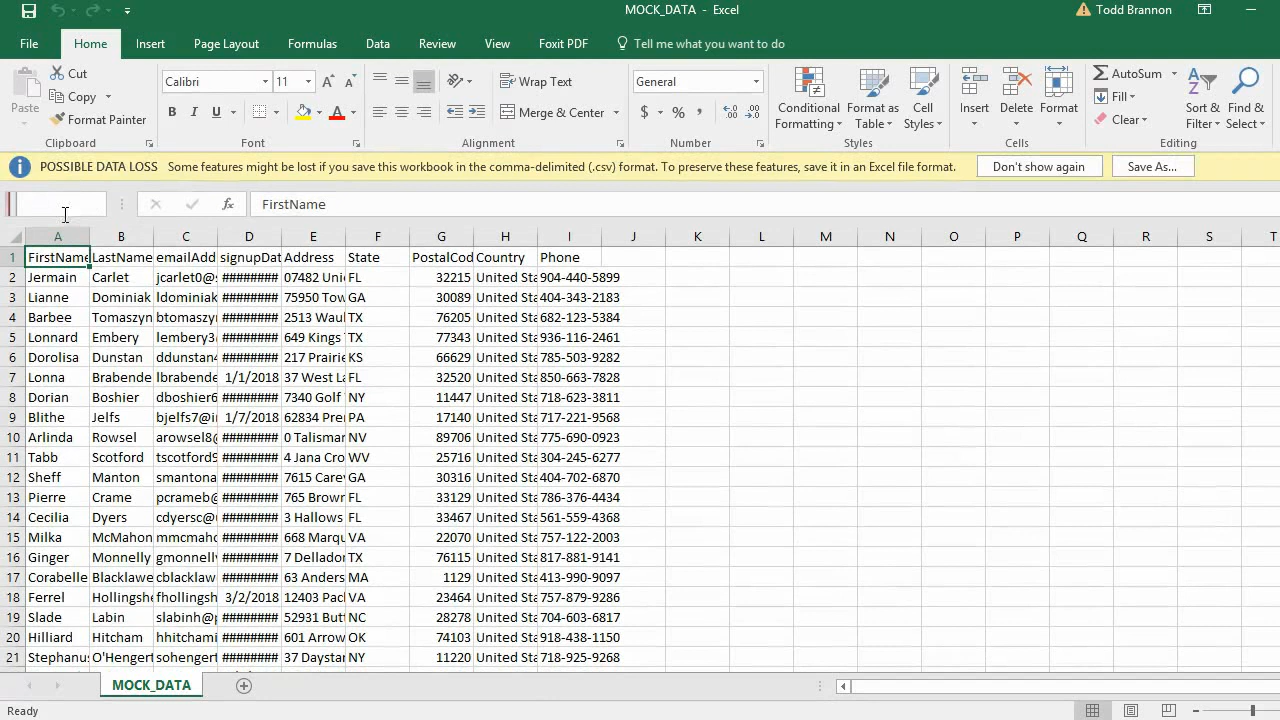 MOCK_DATA - Excel
Todd Brannon
File Home Insert Page Layout Formulas Data Review View Foxit PDF Tell me what you want to do
Paste
Cut
Copy
Format Painter
Calibri 11
B I U
Wrap Text
Merge & Center
General
$ % ,
Conditional Formatting
Format as Table
Cell Styles
Insert
Delete
Format
AutoSum
Fill
Clear
Sort & Filter
Find & Select
Clipboard Font Alignment Number Styles Cells Editing
POSSIBLE DATA LOSS Some features might be lost if you save this workbook in the comma-delimited (.csv) format. To preserve these features, save it in an Excel file format. Don't show again Save As...
fx FirstName
A B C D E F G H I J K L M N O P Q R S T
1 FirstName LastName emailAdd signupDat Address State PostalCod Country Phone
2 Jermain Carlet jcarlet0@ ######## 07482 Uni FL 32215 United Sta 904-440-5899
3 Lianne Dominiak ldominiak ######## 75950 Tow GA 30089 United Sta 404-343-2183
4 Barbee Tomaszyn btomaszy ######## 2513 Waul TX 76205 United Sta 682-123-5384
5 Lonnard Embery lembery3 ######## 649 Kings TX 77343 United Sta 936-116-2461
6 Dorolisa Dunstan ddunstan4 ######## 217 Prairie KS 66629 United Sta 785-503-9282
7 Lonna Brabende lbrabende 1/1/2018 37 West La FL 32520 United Sta 850-663-7828
8 Dorian Boshier dboshier6 ######## 7340 Golf NY 11447 United Sta 718-623-3811
9 Blithe Jelfs bjelfs7@i 1/7/2018 62834 Pre PA 17140 United Sta 717-221-9568
10 Arlinda Rowsel arowsel8@ ######## 0 Talisman NV 89706 United Sta 775-690-0923
11 Tabb Scotford tscotford9 ######## 4 Jana Cro WV 25716 United Sta 304-245-6277
12 Sheff Manton smantona ######## 7615 Carey GA 30316 United Sta 404-702-6870
13 Pierre Crame pcrameb@ ######## 765 Brown FL 33129 United Sta 786-376-4434
14 Cecilia Dyers cdyersc@ ######## 3 Hallows FL 33467 United Sta 561-559-4368
15 Milka McMahon mmcmaho ######## 668 Marqu VA 22070 United Sta 757-122-2003
16 Ginger Monnelly gmonnelly ######## 7 Dellador TX 76115 United Sta 817-881-9141
17 Corabelle Blacklawe cblacklaw ######## 63 Anders MA 1129 United Sta 413-990-9097
18 Ferrel Hollingshe fhollingsh 3/2/2018 12403 Pac VA 23464 United Sta 757-879-9286
19 Slade Labin slabinh@ ######## 52931 Butt NC 28278 United Sta 704-603-6817
20 Hilliard Hitcham hhitchami ######## 601 Arrow OK 74103 United Sta 918-438-1150
21 Stephanus O'Hengert sohengert ######## 37 Daystar NY 11220 United Sta 718-925-9268
MOCK_DATA
Ready